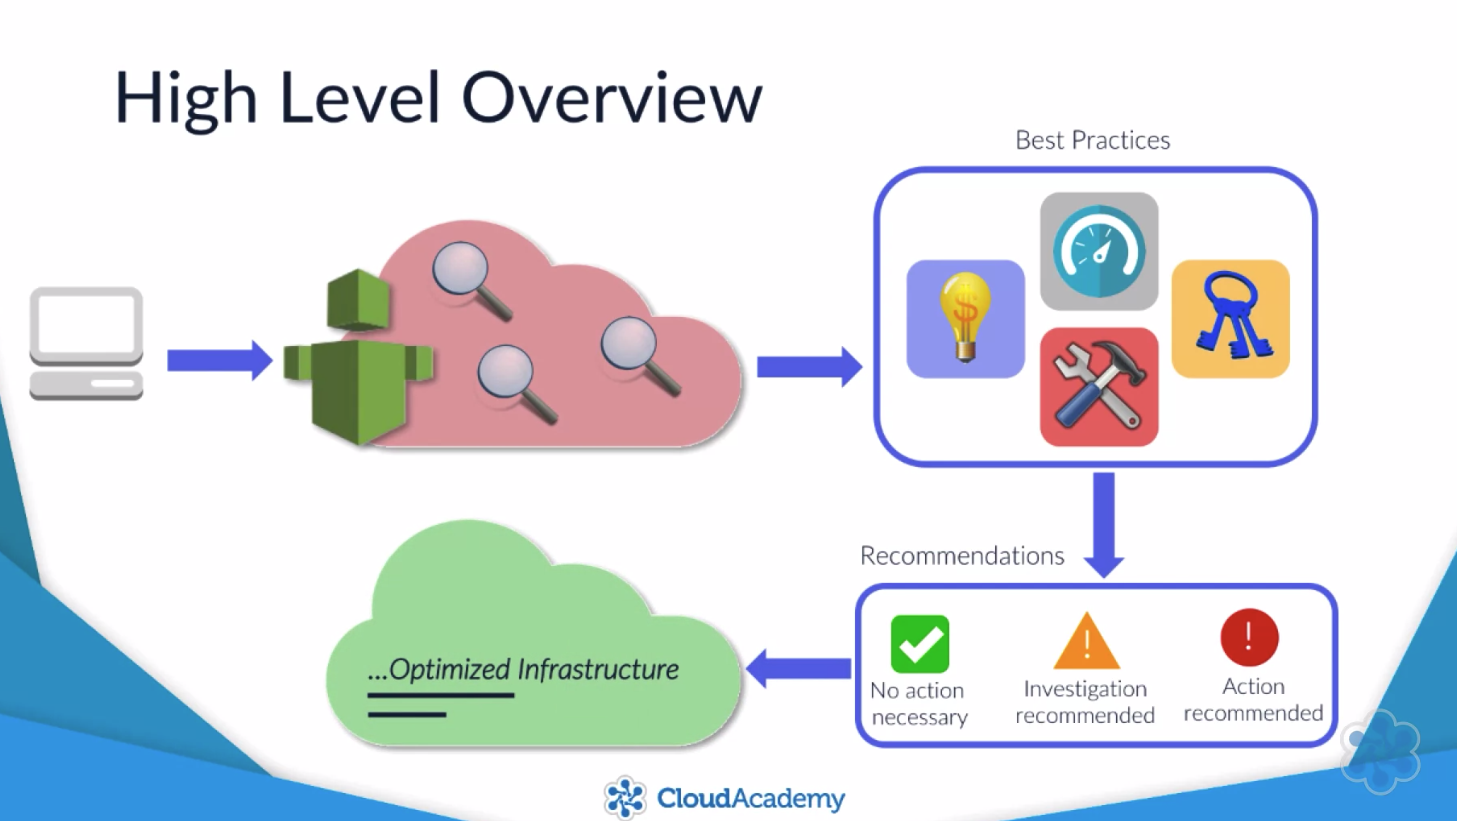 High Level Overview
Best Practices
$
Recommendations
!
!
No action
necessary
Investigation
recommended
Action
recommended
...Optimized Infrastructure
CloudAcademy